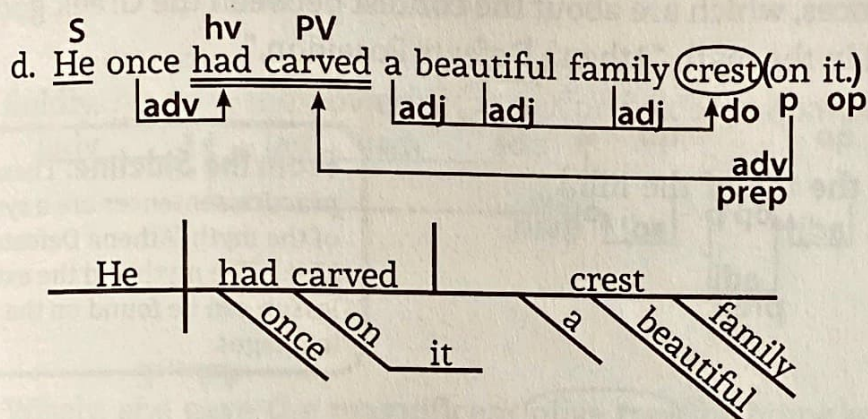 S hv PV
d. He once had carved a beautiful family crest (on it.)
adv adj adj adj do p op
adv
prep
He had carved crest
once on it a beautiful family